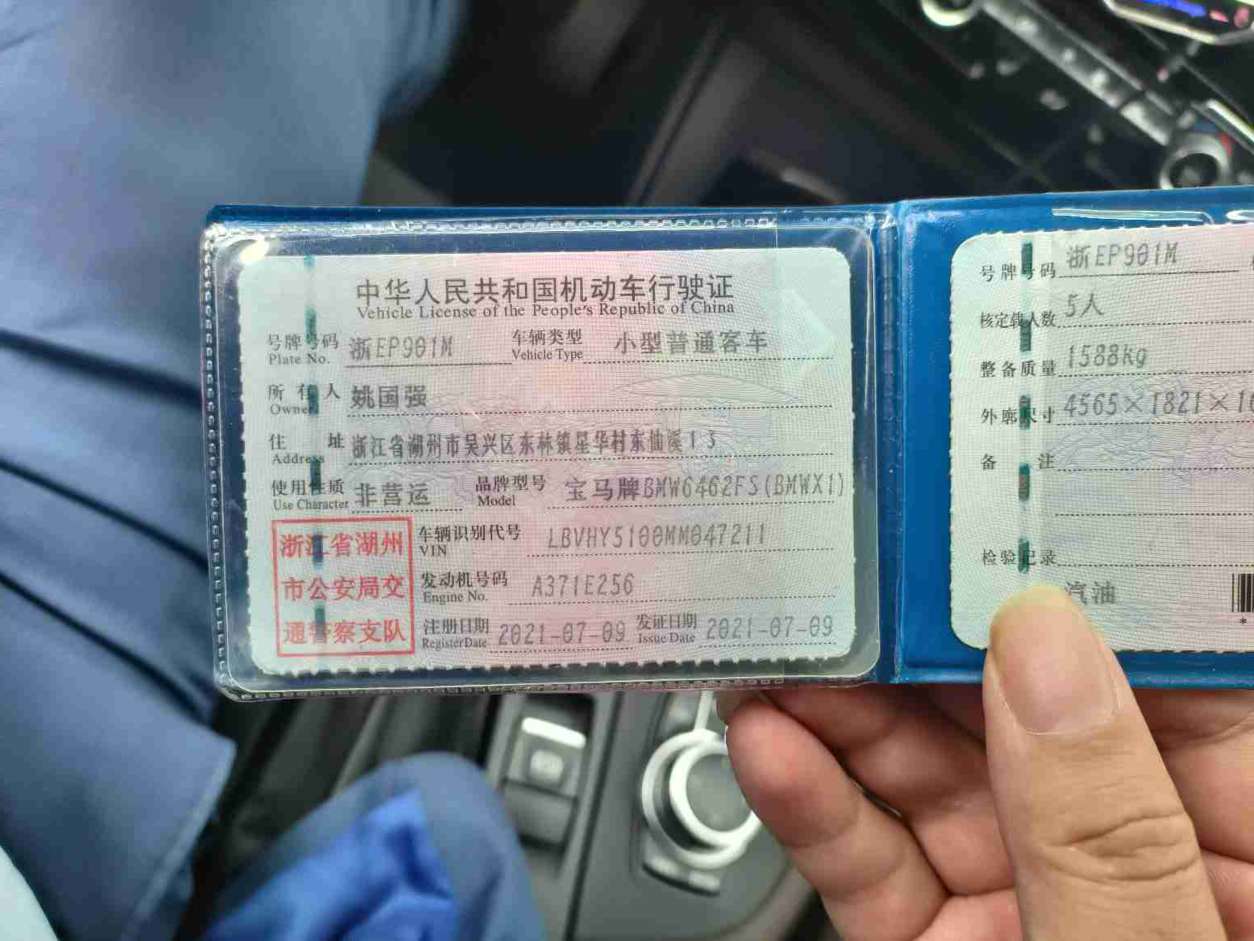 中华人民共和国机动车行驶证
Vehicle License of the People's Republic of China
号牌号码 浙EP901M 车辆类型 小型普通客车
Plate No. Vehicle Type
所有人 姚国强
Owner
住址 浙江省湖州市吴兴区东林镇星华村东仙溪13
Address
使用性质 非营运 品牌型号 宝马牌BMW6462FS(BMWX1)
Use Character Model
浙江省湖州
市公安局交
通警察支队
车辆识别代号 LBVHY5100MM047211
VIN
发动机号码 A371E256
Engine No.
注册日期 2021-07-09 发证日期 2021-07-09
Register Date Issue Date
号牌号码 浙EP901M
核定载人数 5人
整备质量 1588kg
外廓尺寸 4565×1821×1
备注
检验记录
汽油
*